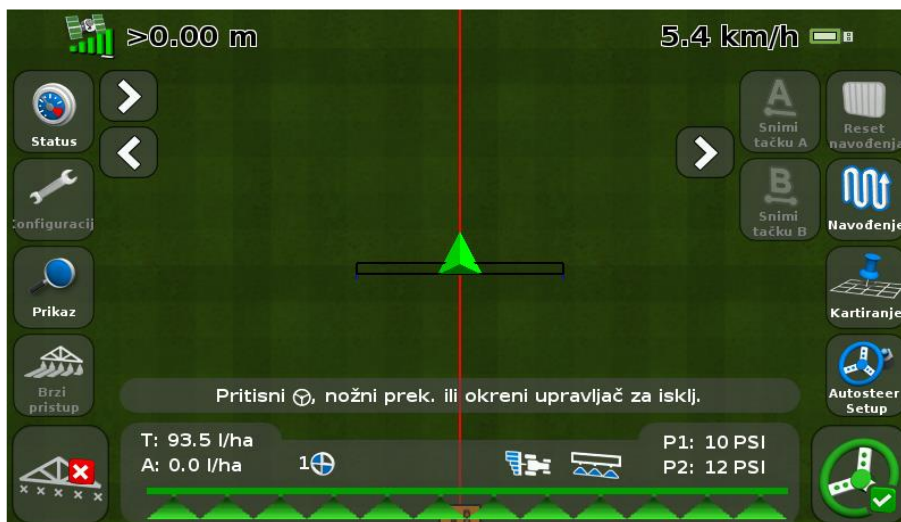 >0.00 m
5.4 km/h
Status
Configuracij
Prikaz
Brzi
pristup
A
Snimi
tačku A
B
Snimi
tačku B
Reset
navođenja
Navođenje
Kartiranje
Autosteer
Setup
Pritisni , nožni prek. ili okreni upravljač za isklj.
T: 93.5 l/ha
A: 0.0 l/ha
1
P1: 10 PSI
P2: 12 PSI